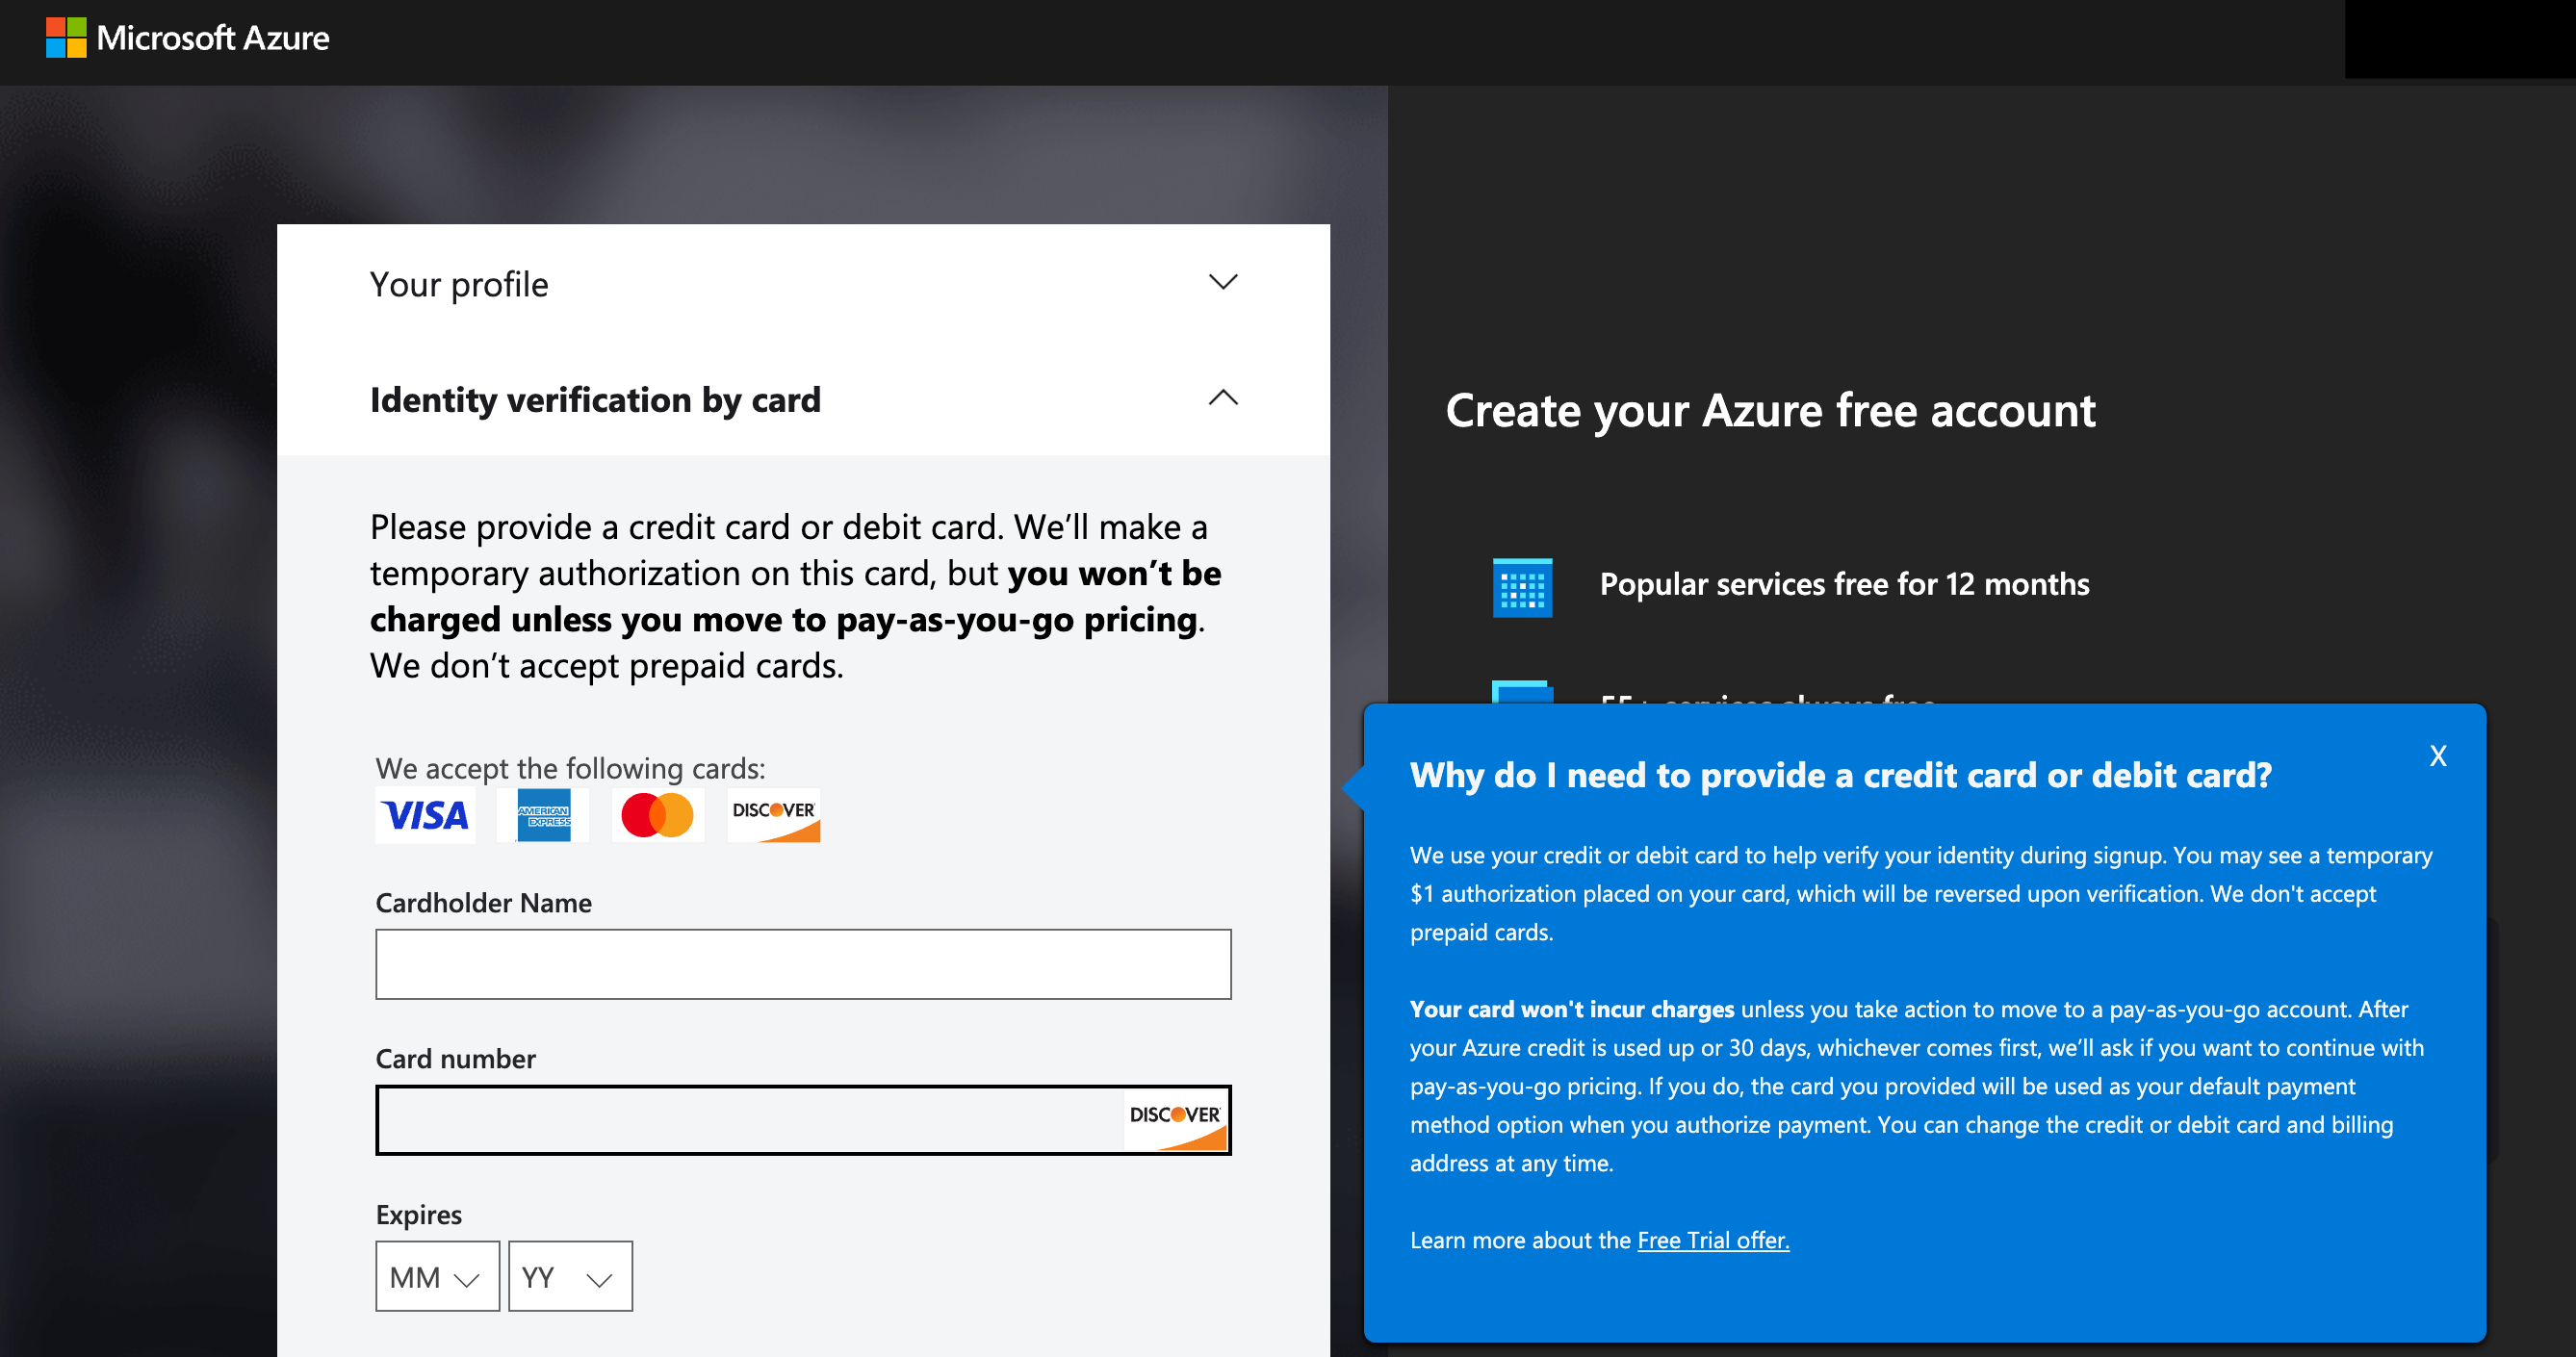 Microsoft Azure
Your profile
Identity verification by card
Please provide a credit card or debit card. We’ll make a
temporary authorization on this card, but you won’t be
charged unless you move to pay-as-you-go pricing.
We don’t accept prepaid cards.
We accept the following cards:
VISA AMERICAN EXPRESS DISCOVER
Cardholder Name
Card number
DISCOVER
Expires
MM YY
Create your Azure free account
Popular services free for 12 months
55+ services always free
X
Why do I need to provide a credit card or debit card?
We use your credit or debit card to help verify your identity during signup. You may see a temporary
$1 authorization placed on your card, which will be reversed upon verification. We don't accept
prepaid cards.
Your card won't incur charges unless you take action to move to a pay-as-you-go account. After
your Azure credit is used up or 30 days, whichever comes first, we’ll ask if you want to continue with
pay-as-you-go pricing. If you do, the card you provided will be used as your default payment
method option when you authorize payment. You can change the credit or debit card and billing
address at any time.
Learn more about the Free Trial offer.